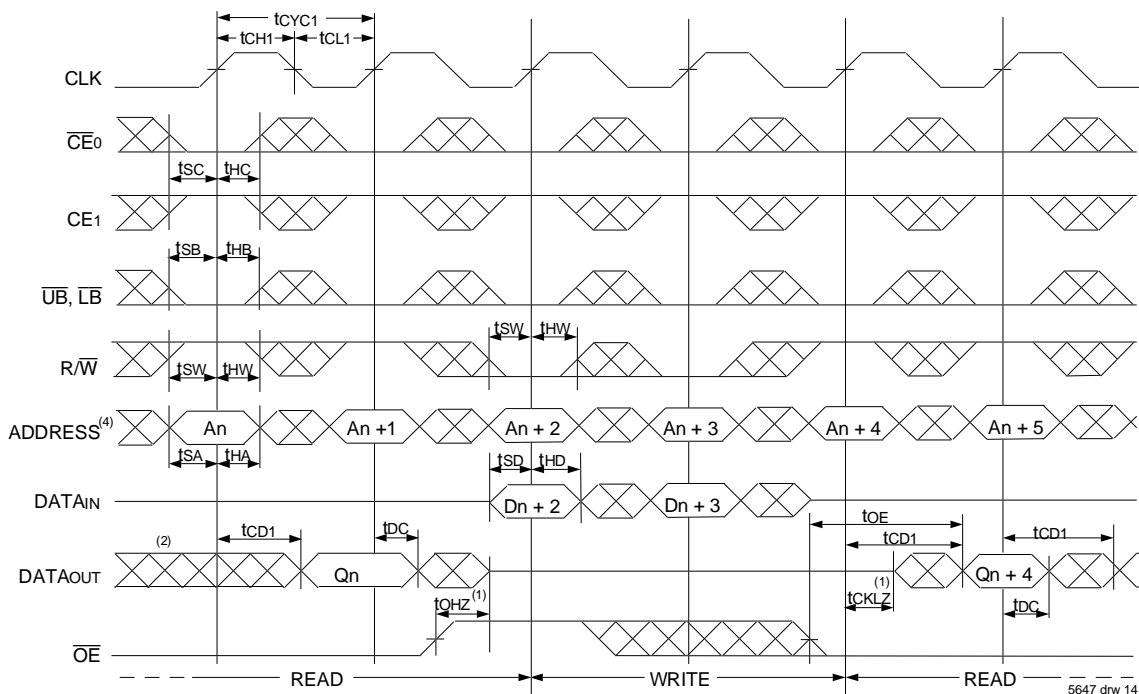 tCYC1
tCH1 tCL1
CLK
CE0
tSC tHC
CE1
tSB tHB
UB, LB
tSW tHW
R/W
tSW tHW
ADDRESS(4) An An +1 An + 2 An + 3 An + 4 An + 5
tSA tHA tSD tHD
DATAIN Dn + 2 Dn + 3
tOE
tCD1 tDC tCD1 tCD1
(2)
DATAOUT Qn Qn + 4
tOHZ(1) tCKLZ(1) tDC
OE
READ WRITE READ
5647 drw 14